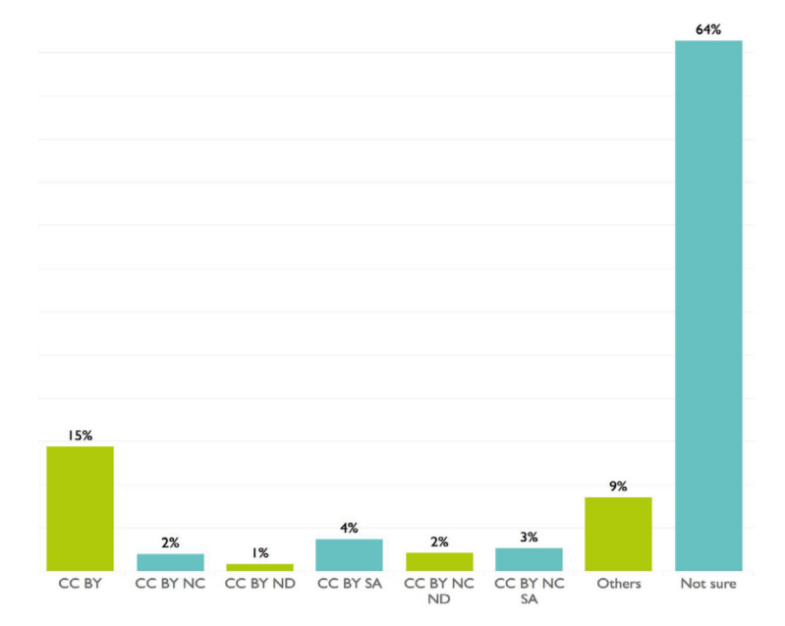 64%
15%
9%
4%
3%
2%
2%
1%
CC BY
CC BY NC
CC BY ND
CC BY SA
CC BY NC
ND
CC BY NC
SA
Others
Not sure